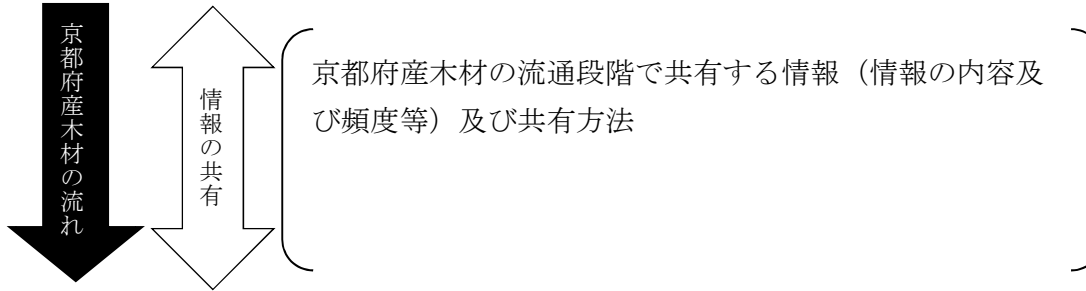 京都府産木材の流れ
情報の共有
京都府産木材の流通段階で共有する情報（情報の内容及
び頻度等）及び共有方法